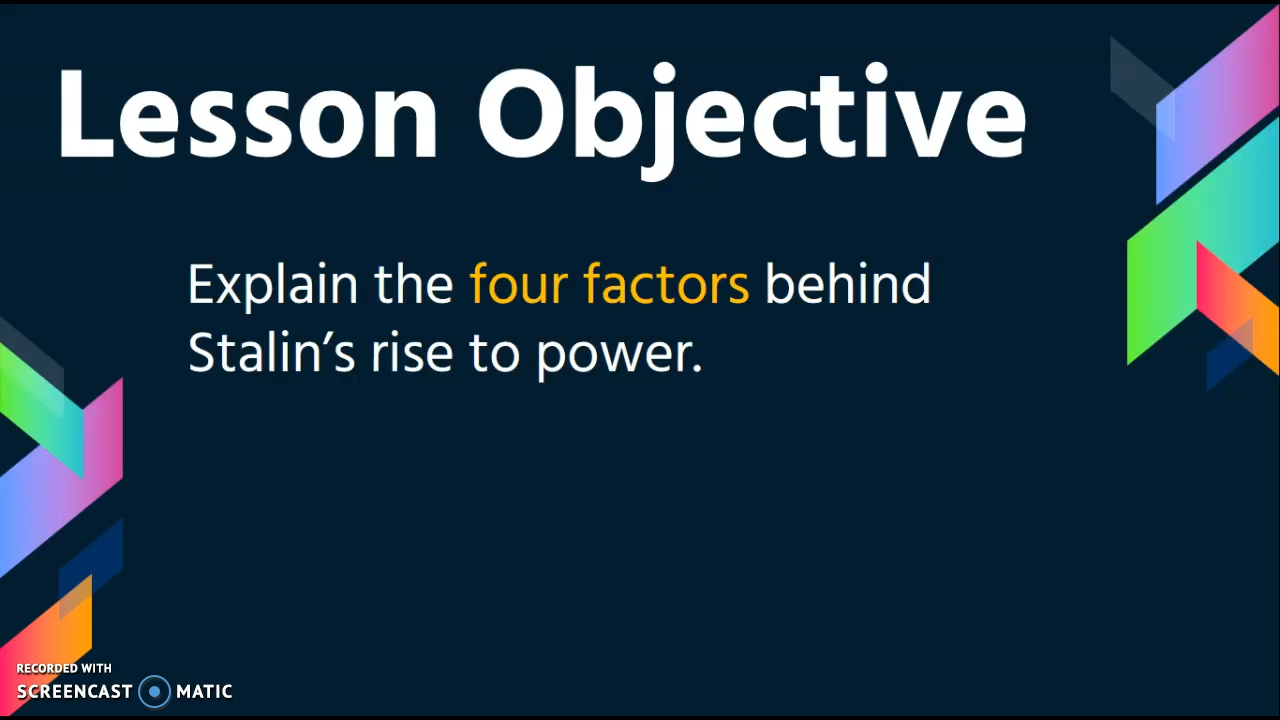 Lesson Objective
Explain the four factors behind
Stalin’s rise to power.
RECORDED WITH
SCREENCAST MATIC